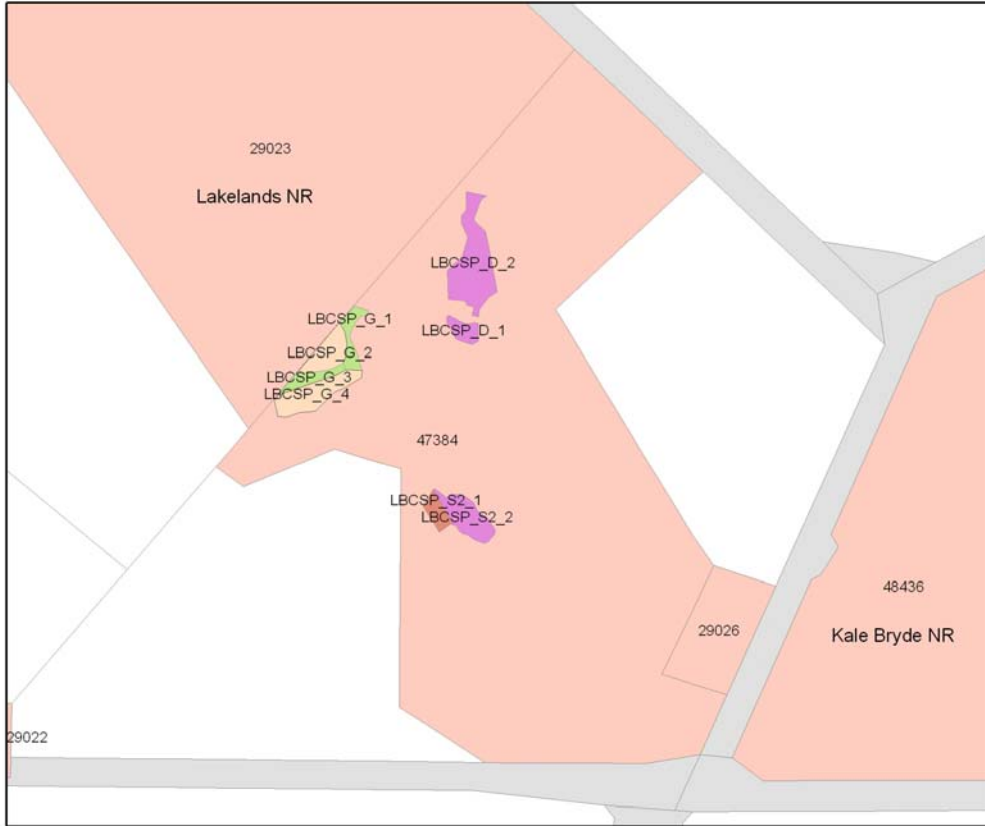 29023
Lakelands NR
LBCSP_D_2
LBCSP_G_1
LBCSP_D_1
LBCSP_G_2
LBCSP_G_3
LBCSP_G_4
47384
LBCSP_S2_1
LBCSP_S2_2
48436
29026
Kale Bryde NR
29022